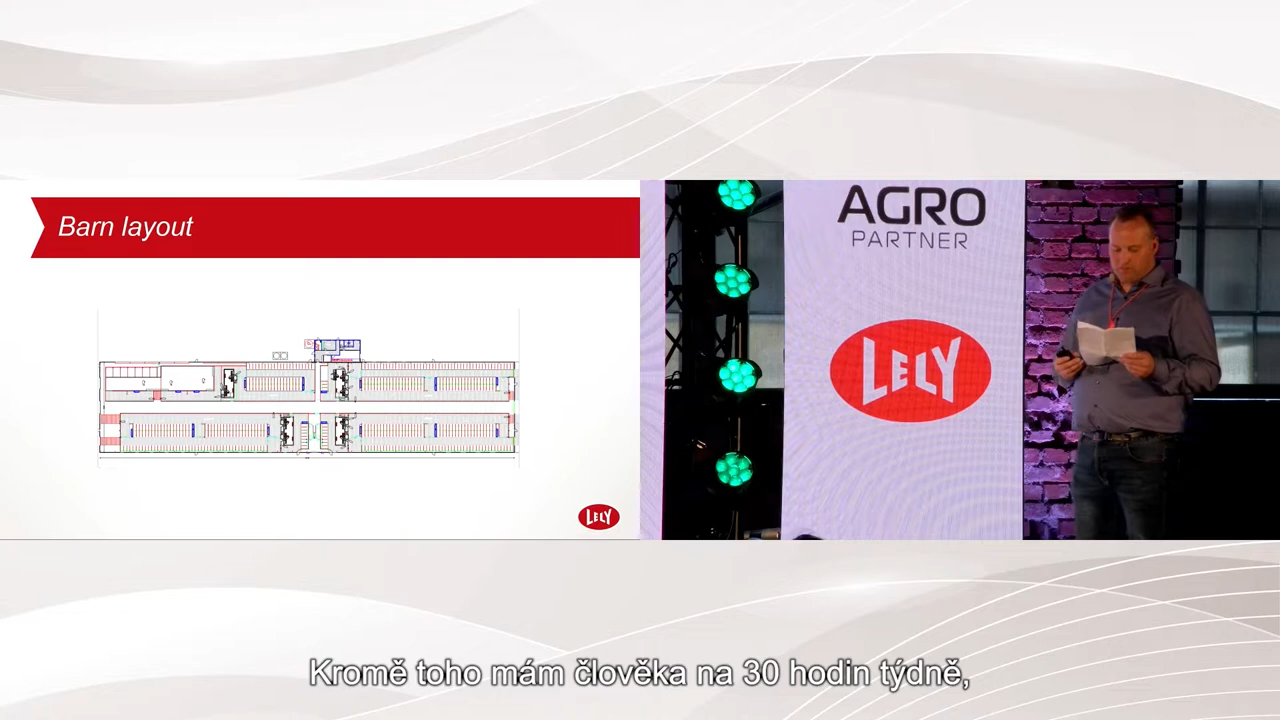 Barn layout
AGRO
PARTNER
LELY
LELY
Kromě toho mám člověka na 30 hodin týdně,